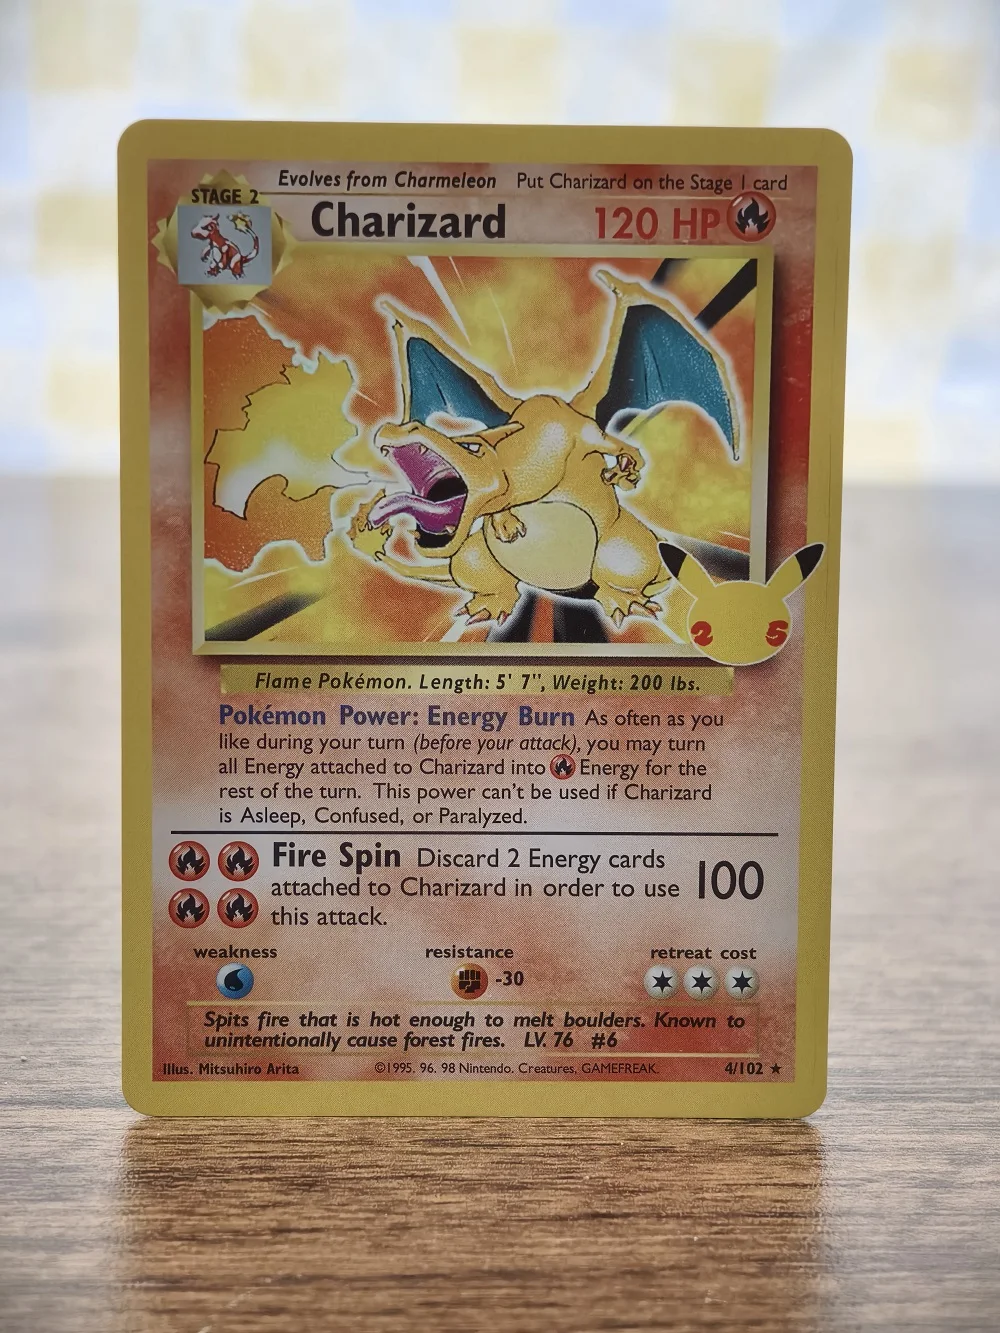 Evolves from Charmeleon Put Charizard on the Stage 1 card
STAGE 2
Charizard 120 HP
25
Flame Pokémon. Length: 5' 7", Weight: 200 lbs.
Pokémon Power: Energy Burn As often as you
like during your turn (before your attack), you may turn
all Energy attached to Charizard into Energy for the
rest of the turn. This power can't be used if Charizard
is Asleep, Confused, or Paralyzed.
Fire Spin Discard 2 Energy cards
attached to Charizard in order to use 100
this attack.
weakness resistance retreat cost
-30
Spits fire that is hot enough to melt boulders. Known to
unintentionally cause forest fires. LV. 76 #6
Illus. Mitsuhiro Arita ©1995, 96, 98 Nintendo, Creatures, GAMEFREAK. 4/102 ★